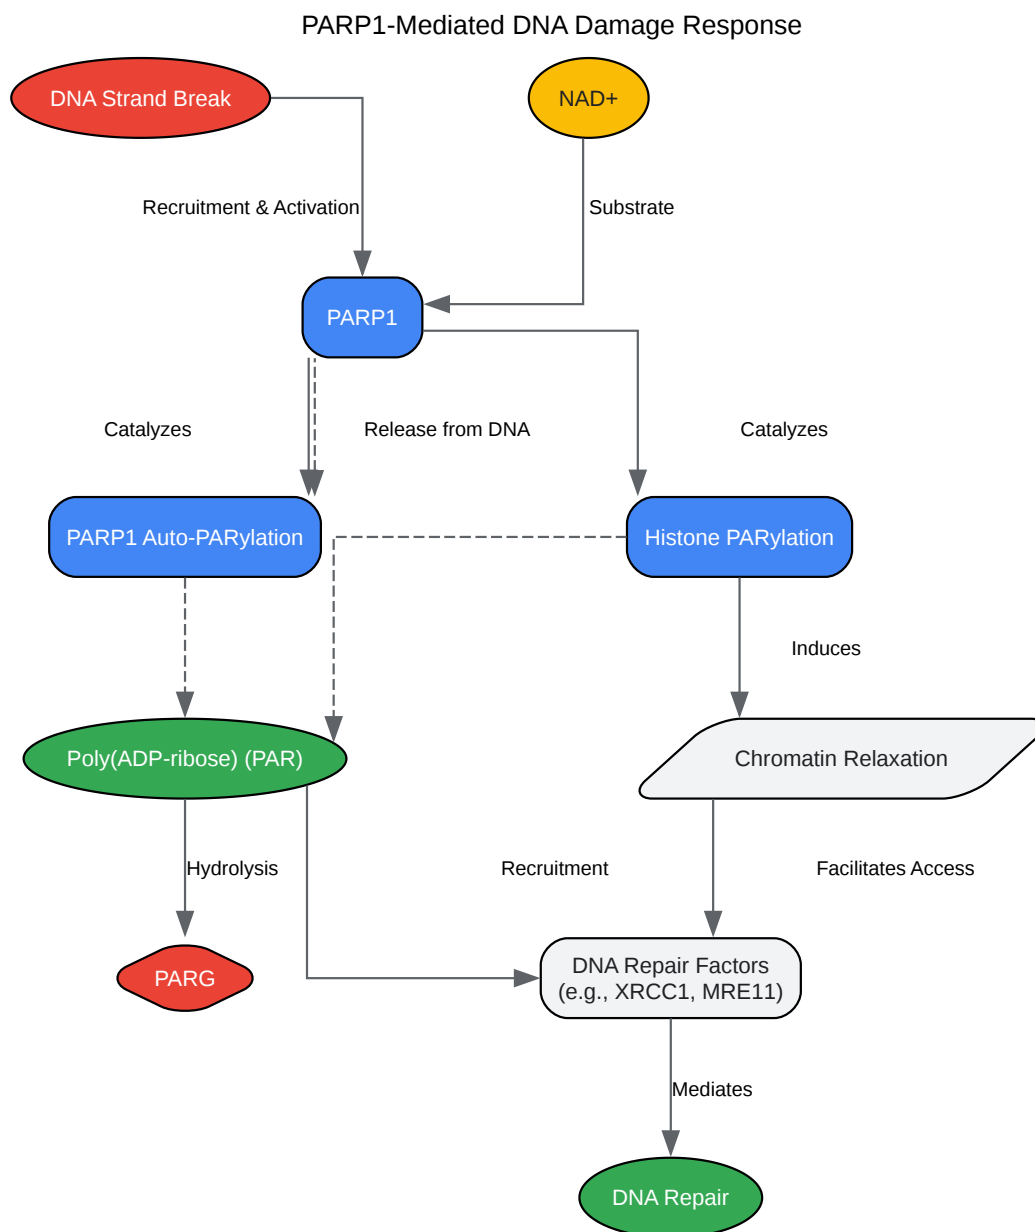 PARP1-Mediated DNA Damage Response
DNA Strand Break
NAD+
Recruitment & Activation
Substrate
PARP1
Catalyzes
Release from DNA
Catalyzes
PARP1 Auto-PARylation
Histone PARylation
Induces
Poly(ADP-ribose) (PAR)
Chromatin Relaxation
Hydrolysis
Recruitment
Facilitates Access
PARG
DNA Repair Factors
(e.g., XRCC1, MRE11)
Mediates
DNA Repair